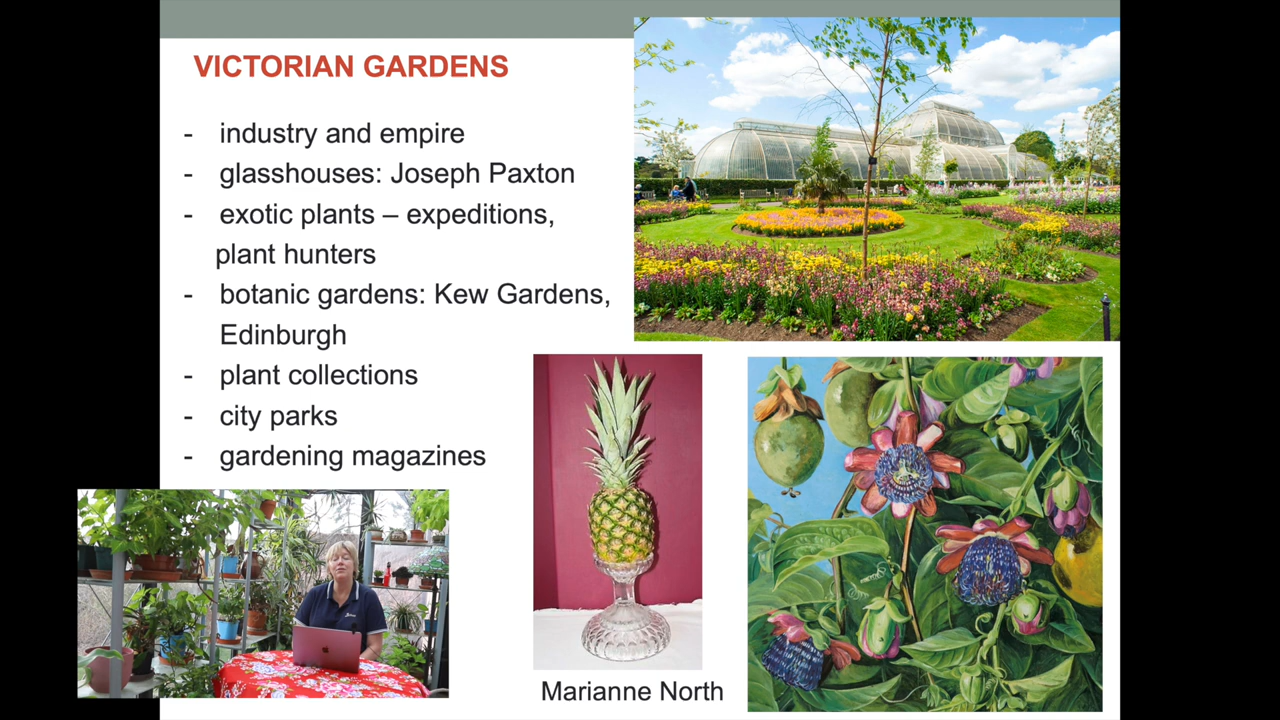 VICTORIAN GARDENS
- industry and empire
- glasshouses: Joseph Paxton
- exotic plants – expeditions,
plant hunters
- botanic gardens: Kew Gardens,
Edinburgh
- plant collections
- city parks
- gardening magazines
Marianne North